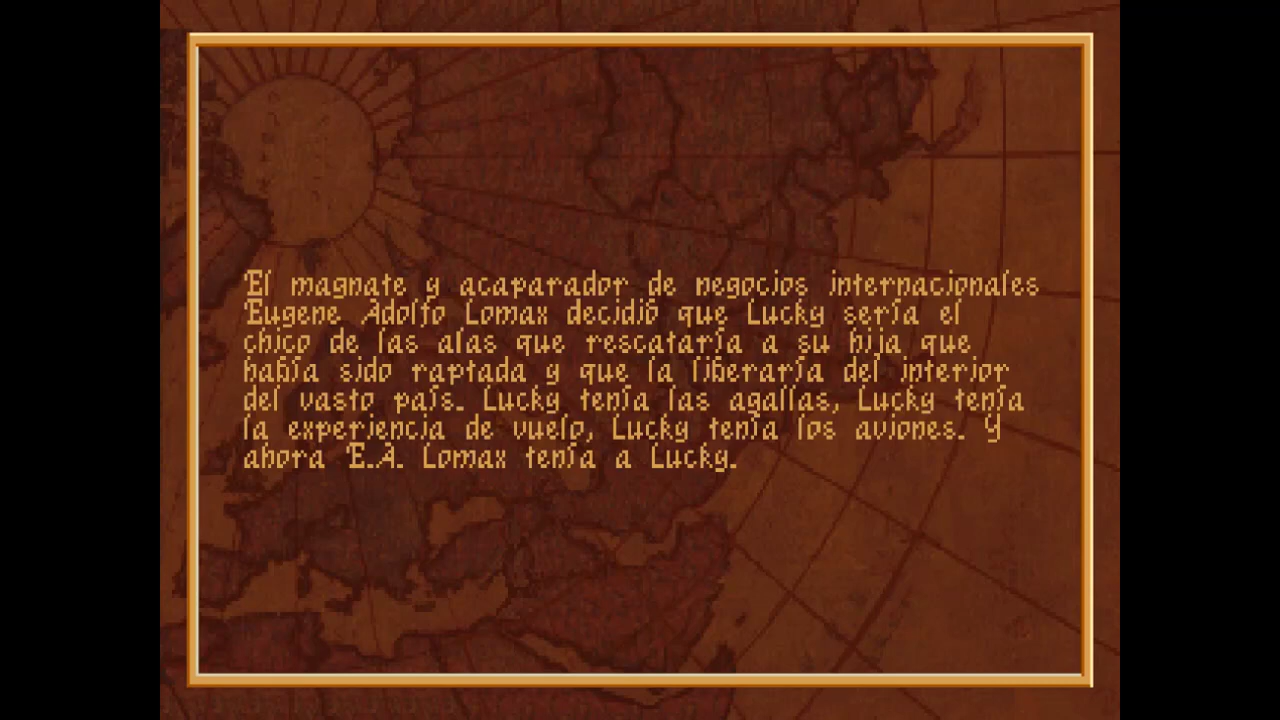 El magnate y acaparador de negocios internacionales
Eugene Adolfo Lomax decidió que Lucky sería el
chico de las alas que rescataría a su hija que
había sido raptada y que la liberaría del interior
del vasto país. Lucky tenía las agallas, Lucky tenía
la experiencia de vuelo, Lucky tenía los aviones. Y
ahora E.A. Lomax tenía a Lucky.